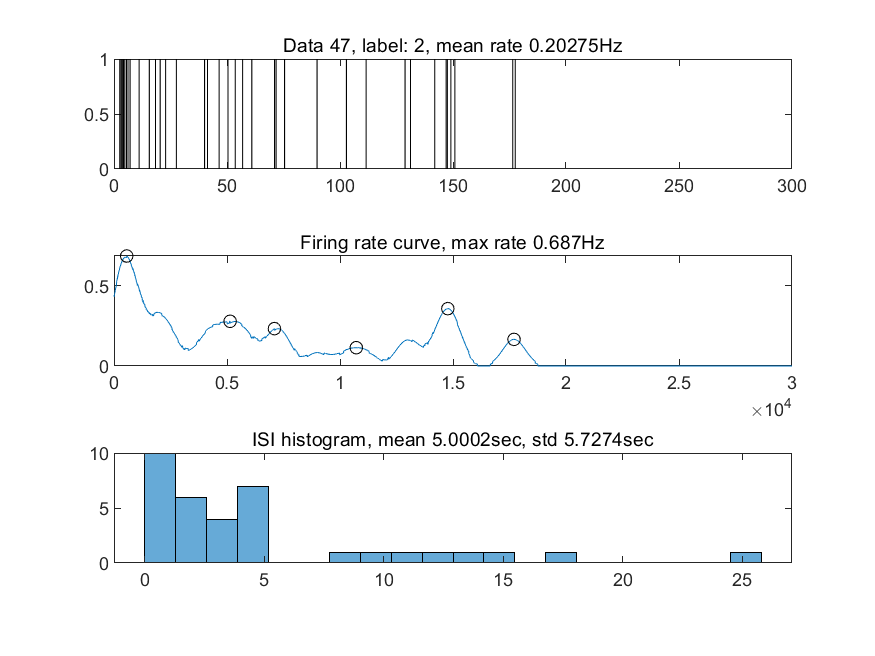 Data 47, label: 2, mean rate 0.20275Hz
1
0.5
0
0 50 100 150 200 250 300
Firing rate curve, max rate 0.687Hz
0.5
0
0 0.5 1 1.5 2 2.5 3
×10⁴
ISI histogram, mean 5.0002sec, std 5.7274sec
10
5
0
0 5 10 15 20 25